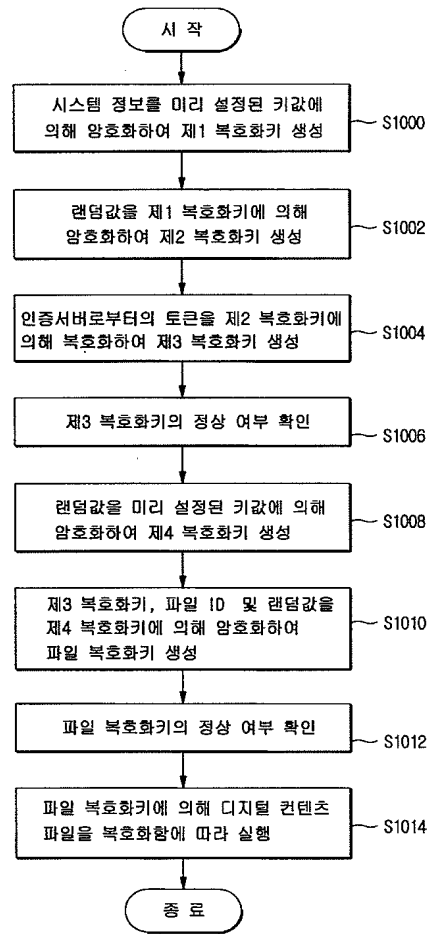 시 작
시스템 정보를 미리 설정된 키값에
의해 암호화하여 제1 복호화키 생성
S1000
랜덤값을 제1 복호화키에 의해
암호화하여 제2 복호화키 생성
S1002
인증서버로부터의 토큰을 제2 복호화키에
의해 복호화하여 제3 복호화키 생성
S1004
제3 복호화키의 정상 여부 확인
S1006
랜덤값을 미리 설정된 키값에 의해
암호화하여 제4 복호화키 생성
S1008
제3 복호화키, 파일 ID 및 랜덤값을
제4 복호화키에 의해 암호화하여
파일 복호화키 생성
S1010
파일 복호화키의 정상 여부 확인
S1012
파일 복호화키에 의해 디지털 컨텐츠
파일을 복호화함에 따라 실행
S1014
종 료